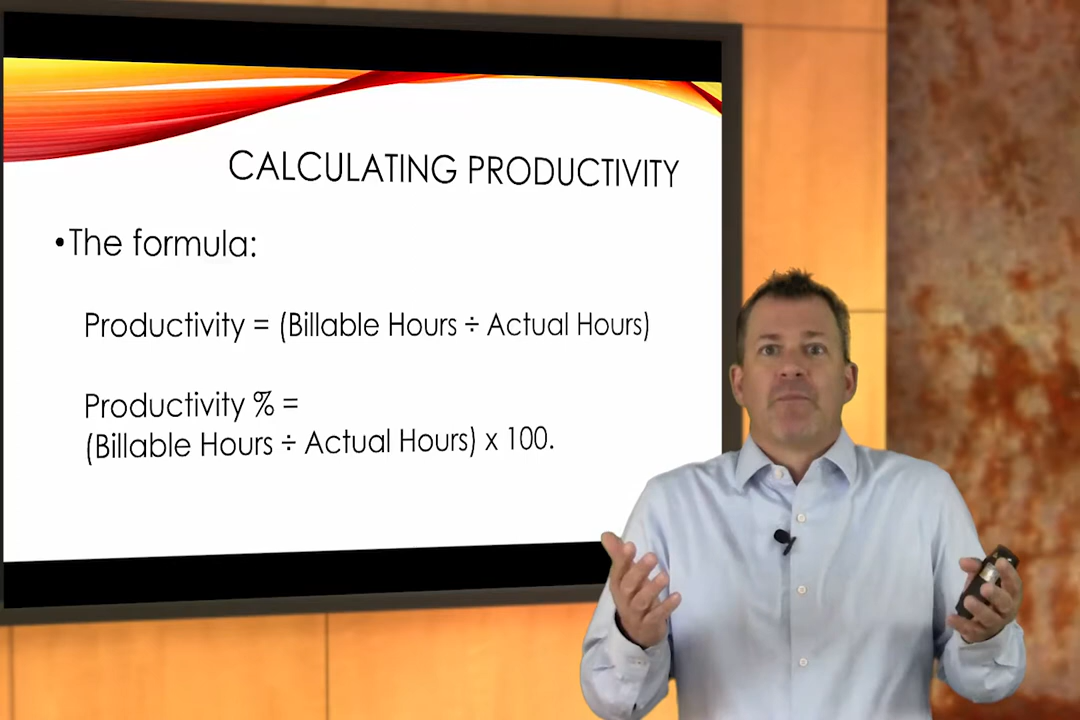 CALCULATING PRODUCTIVITY
•The formula:
Productivity = (Billable Hours ÷ Actual Hours)
Productivity % =
(Billable Hours ÷ Actual Hours) x 100.